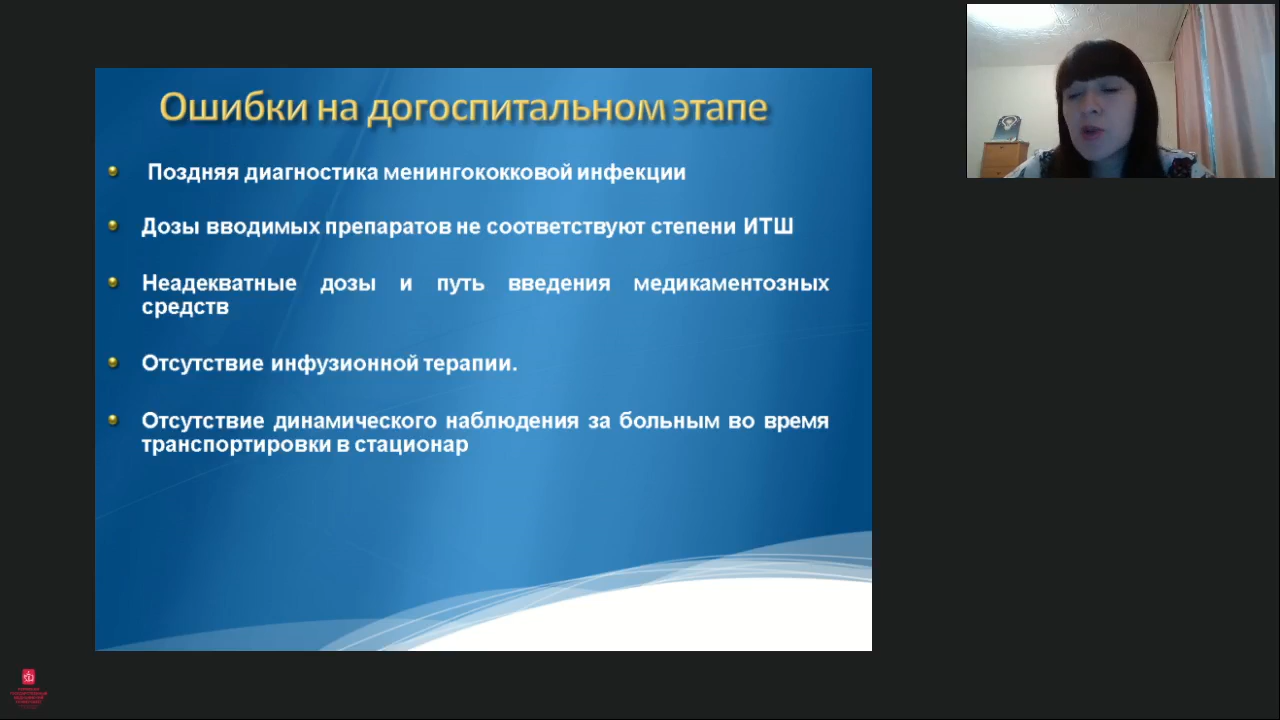 Ошибки на догоспитальном этапе
Поздняя диагностика менингококковой инфекции
Дозы вводимых препаратов не соответствуют степени ИТШ
Неадекватные дозы и путь введения медикаментозных
средств
Отсутствие инфузионной терапии.
Отсутствие динамического наблюдения за больным во время
транспортировки в стационар